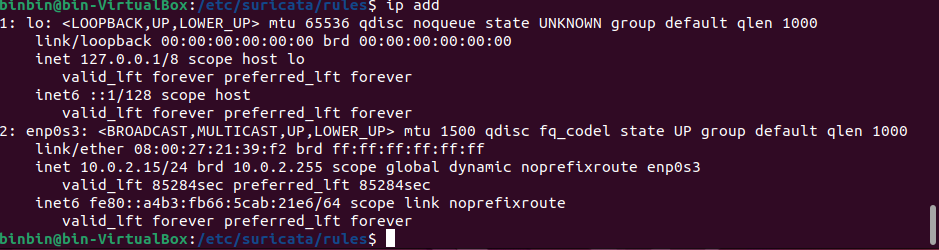 binbin@bin-VirtualBox:/etc/suricata/rules$ ip add
1: lo: <LOOPBACK,UP,LOWER_UP> mtu 65536 qdisc noqueue state UNKNOWN group default qlen 1000
    link/loopback 00:00:00:00:00:00 brd 00:00:00:00:00:00
    inet 127.0.0.1/8 scope host lo
       valid_lft forever preferred_lft forever
    inet6 ::1/128 scope host
       valid_lft forever preferred_lft forever
2: enp0s3: <BROADCAST,MULTICAST,UP,LOWER_UP> mtu 1500 qdisc fq_codel state UP group default qlen 1000
    link/ether 08:00:27:21:39:f2 brd ff:ff:ff:ff:ff:ff
    inet 10.0.2.15/24 brd 10.0.2.255 scope global dynamic noprefixroute enp0s3
       valid_lft 85284sec preferred_lft 85284sec
    inet6 fe80::a4b3:fb66:5cab:21e6/64 scope link noprefixroute
       valid_lft forever preferred_lft forever
binbin@bin-VirtualBox:/etc/suricata/rules$